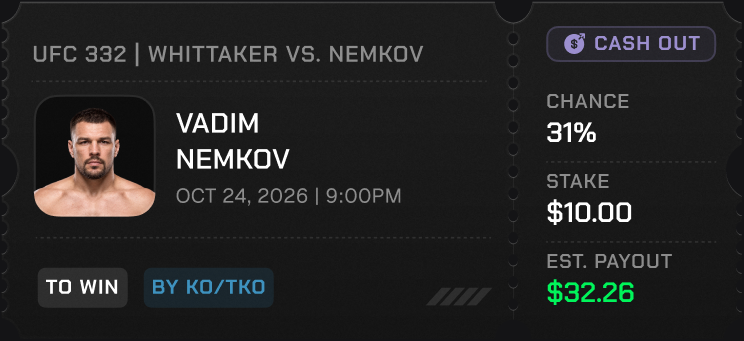 UFC 332 | WHITTAKER VS. NEMKOV
VADIM
NEMKOV
OCT 24, 2026 | 9:00PM
TO WIN
BY KO/TKO
$ CASH OUT
CHANCE
31%
STAKE
$10.00
EST. PAYOUT
$32.26